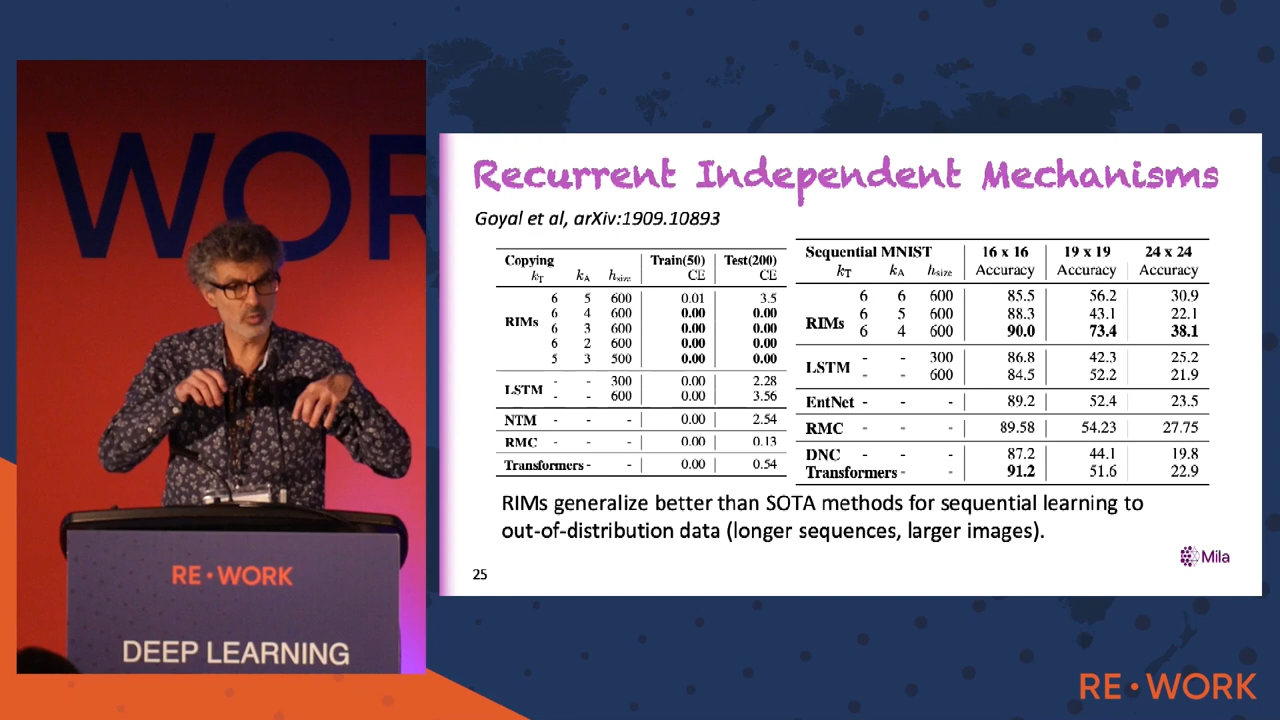 WOR
RE•WORK
DEEP LEARNING
Recurrent Independent Mechanisms
Goyal et al, arXiv:1909.10893
Copying Train(50) Test(200)
kT kA hsize CE CE
6 5 600 0.01 3.5
6 4 600 0.00 0.00
RIMs 6 3 600 0.00 0.00
6 2 600 0.00 0.00
5 3 500 0.00 0.00
LSTM - - 300 0.00 2.28
- - 600 0.00 3.56
NTM - - - 0.00 2.54
RMC - - - 0.00 0.13
Transformers - - 0.00 0.54
Sequential MNIST 16 x 16 19 x 19 24 x 24
kT kA hsize Accuracy Accuracy Accuracy
6 6 600 85.5 56.2 30.9
RIMs 6 5 600 88.3 43.1 22.1
6 4 600 90.0 73.4 38.1
LSTM - - 300 86.8 42.3 25.2
- - 600 84.5 52.2 21.9
EntNet - - - 89.2 52.4 23.5
RMC - - - 89.58 54.23 27.75
DNC - - - 87.2 44.1 19.8
Transformers - - - 91.2 51.6 22.9
RIMs generalize better than SOTA methods for sequential learning to
out-of-distribution data (longer sequences, larger images).
Mila
25
RE•WORK